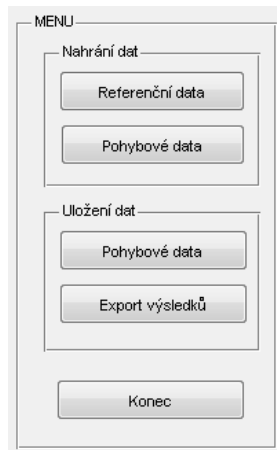 MENU
Nahrání dat
Referenční data
Pohybové data
Uložení dat
Pohybové data
Export výsledků
Konec